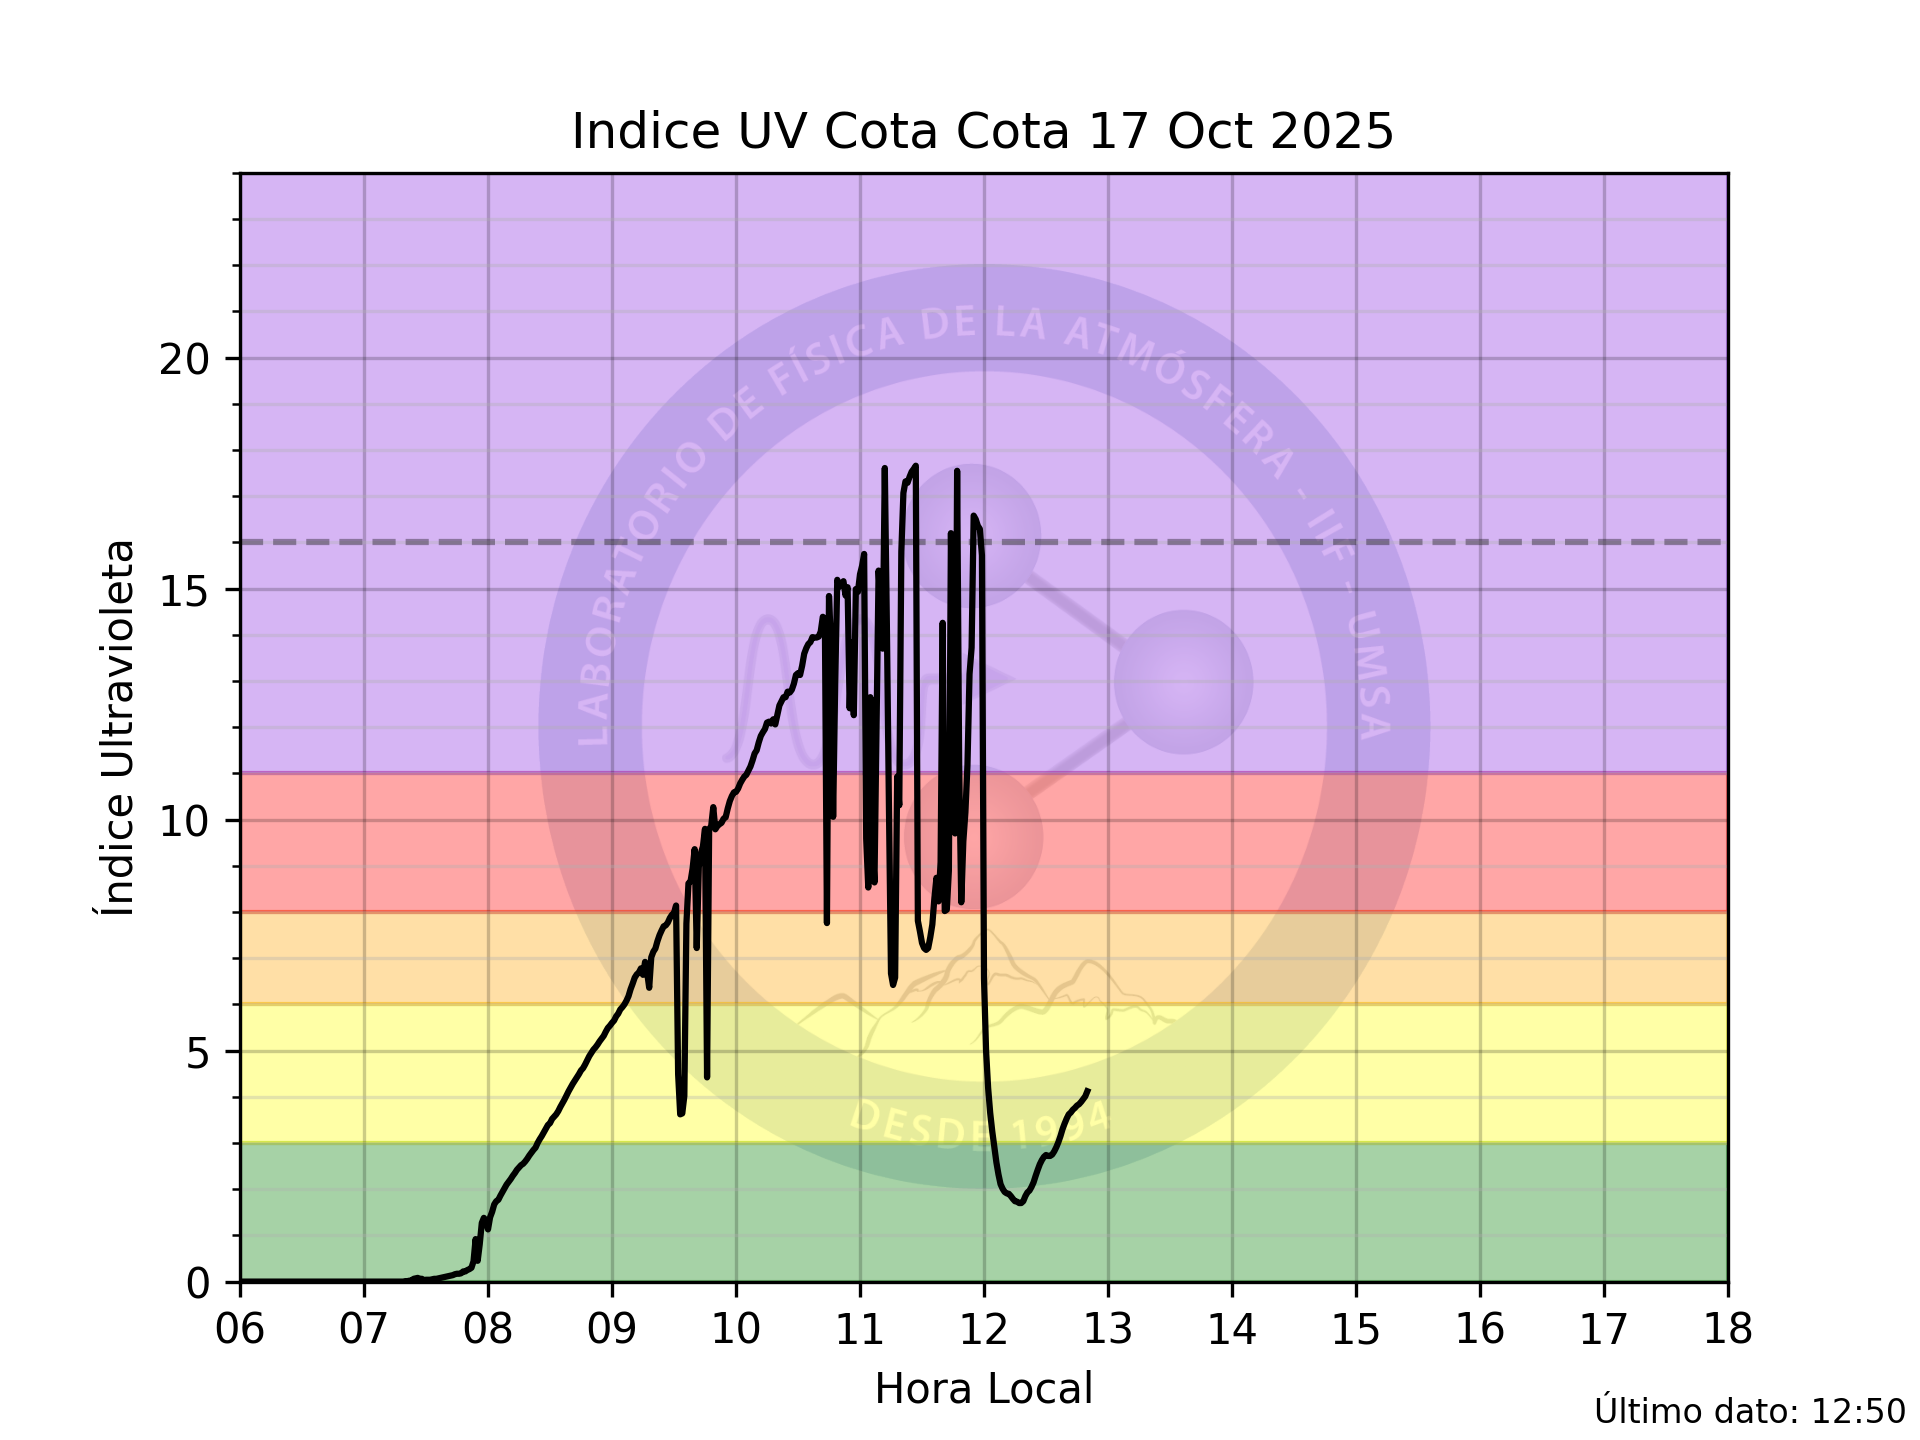 Indice UV Cota Cota 17 Oct 2025
Índice Ultravioleta
20
15
10
5
0
LABORATORIO DE FÍSICA DE LA ATMÓSFERA - IIF - UMSA
DESDE 1994
06 07 08 09 10 11 12 13 14 15 16 17 18
Hora Local
Último dato: 12:50